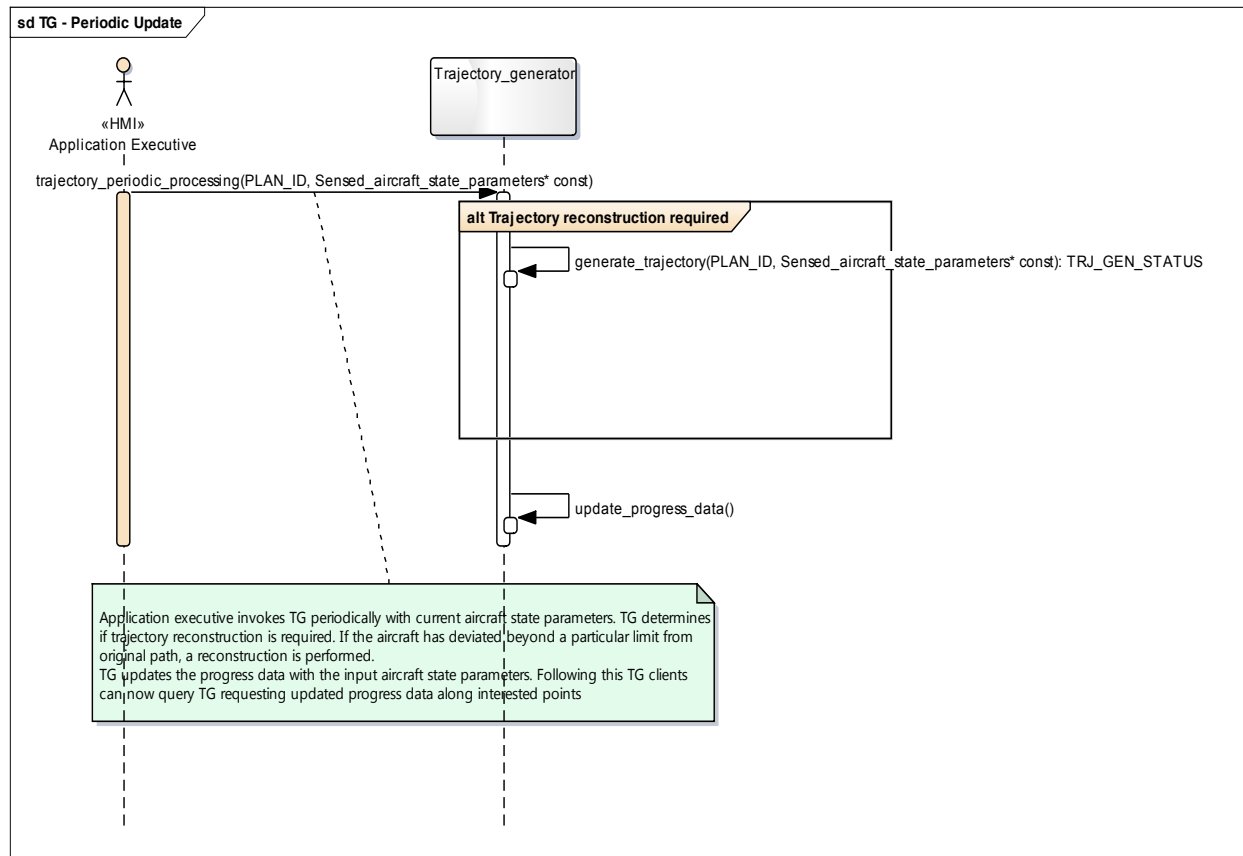 sd TG - Periodic Update
«HMI»
Application Executive
Trajectory_generator
trajectory_periodic_processing(PLAN_ID, Sensed_aircraft_state_parameters* const)
alt Trajectory reconstruction required
generate_trajectory(PLAN_ID, Sensed_aircraft_state_parameters* const): TRJ_GEN_STATUS
update_progress_data()
Application executive invokes TG periodically with current aircraft state parameters. TG determines
if trajectory reconstruction is required. If the aircraft has deviated beyond a particular limit from
original path, a reconstruction is performed.
TG updates the progress data with the input aircraft state parameters. Following this TG clients
can now query TG requesting updated progress data along interested points